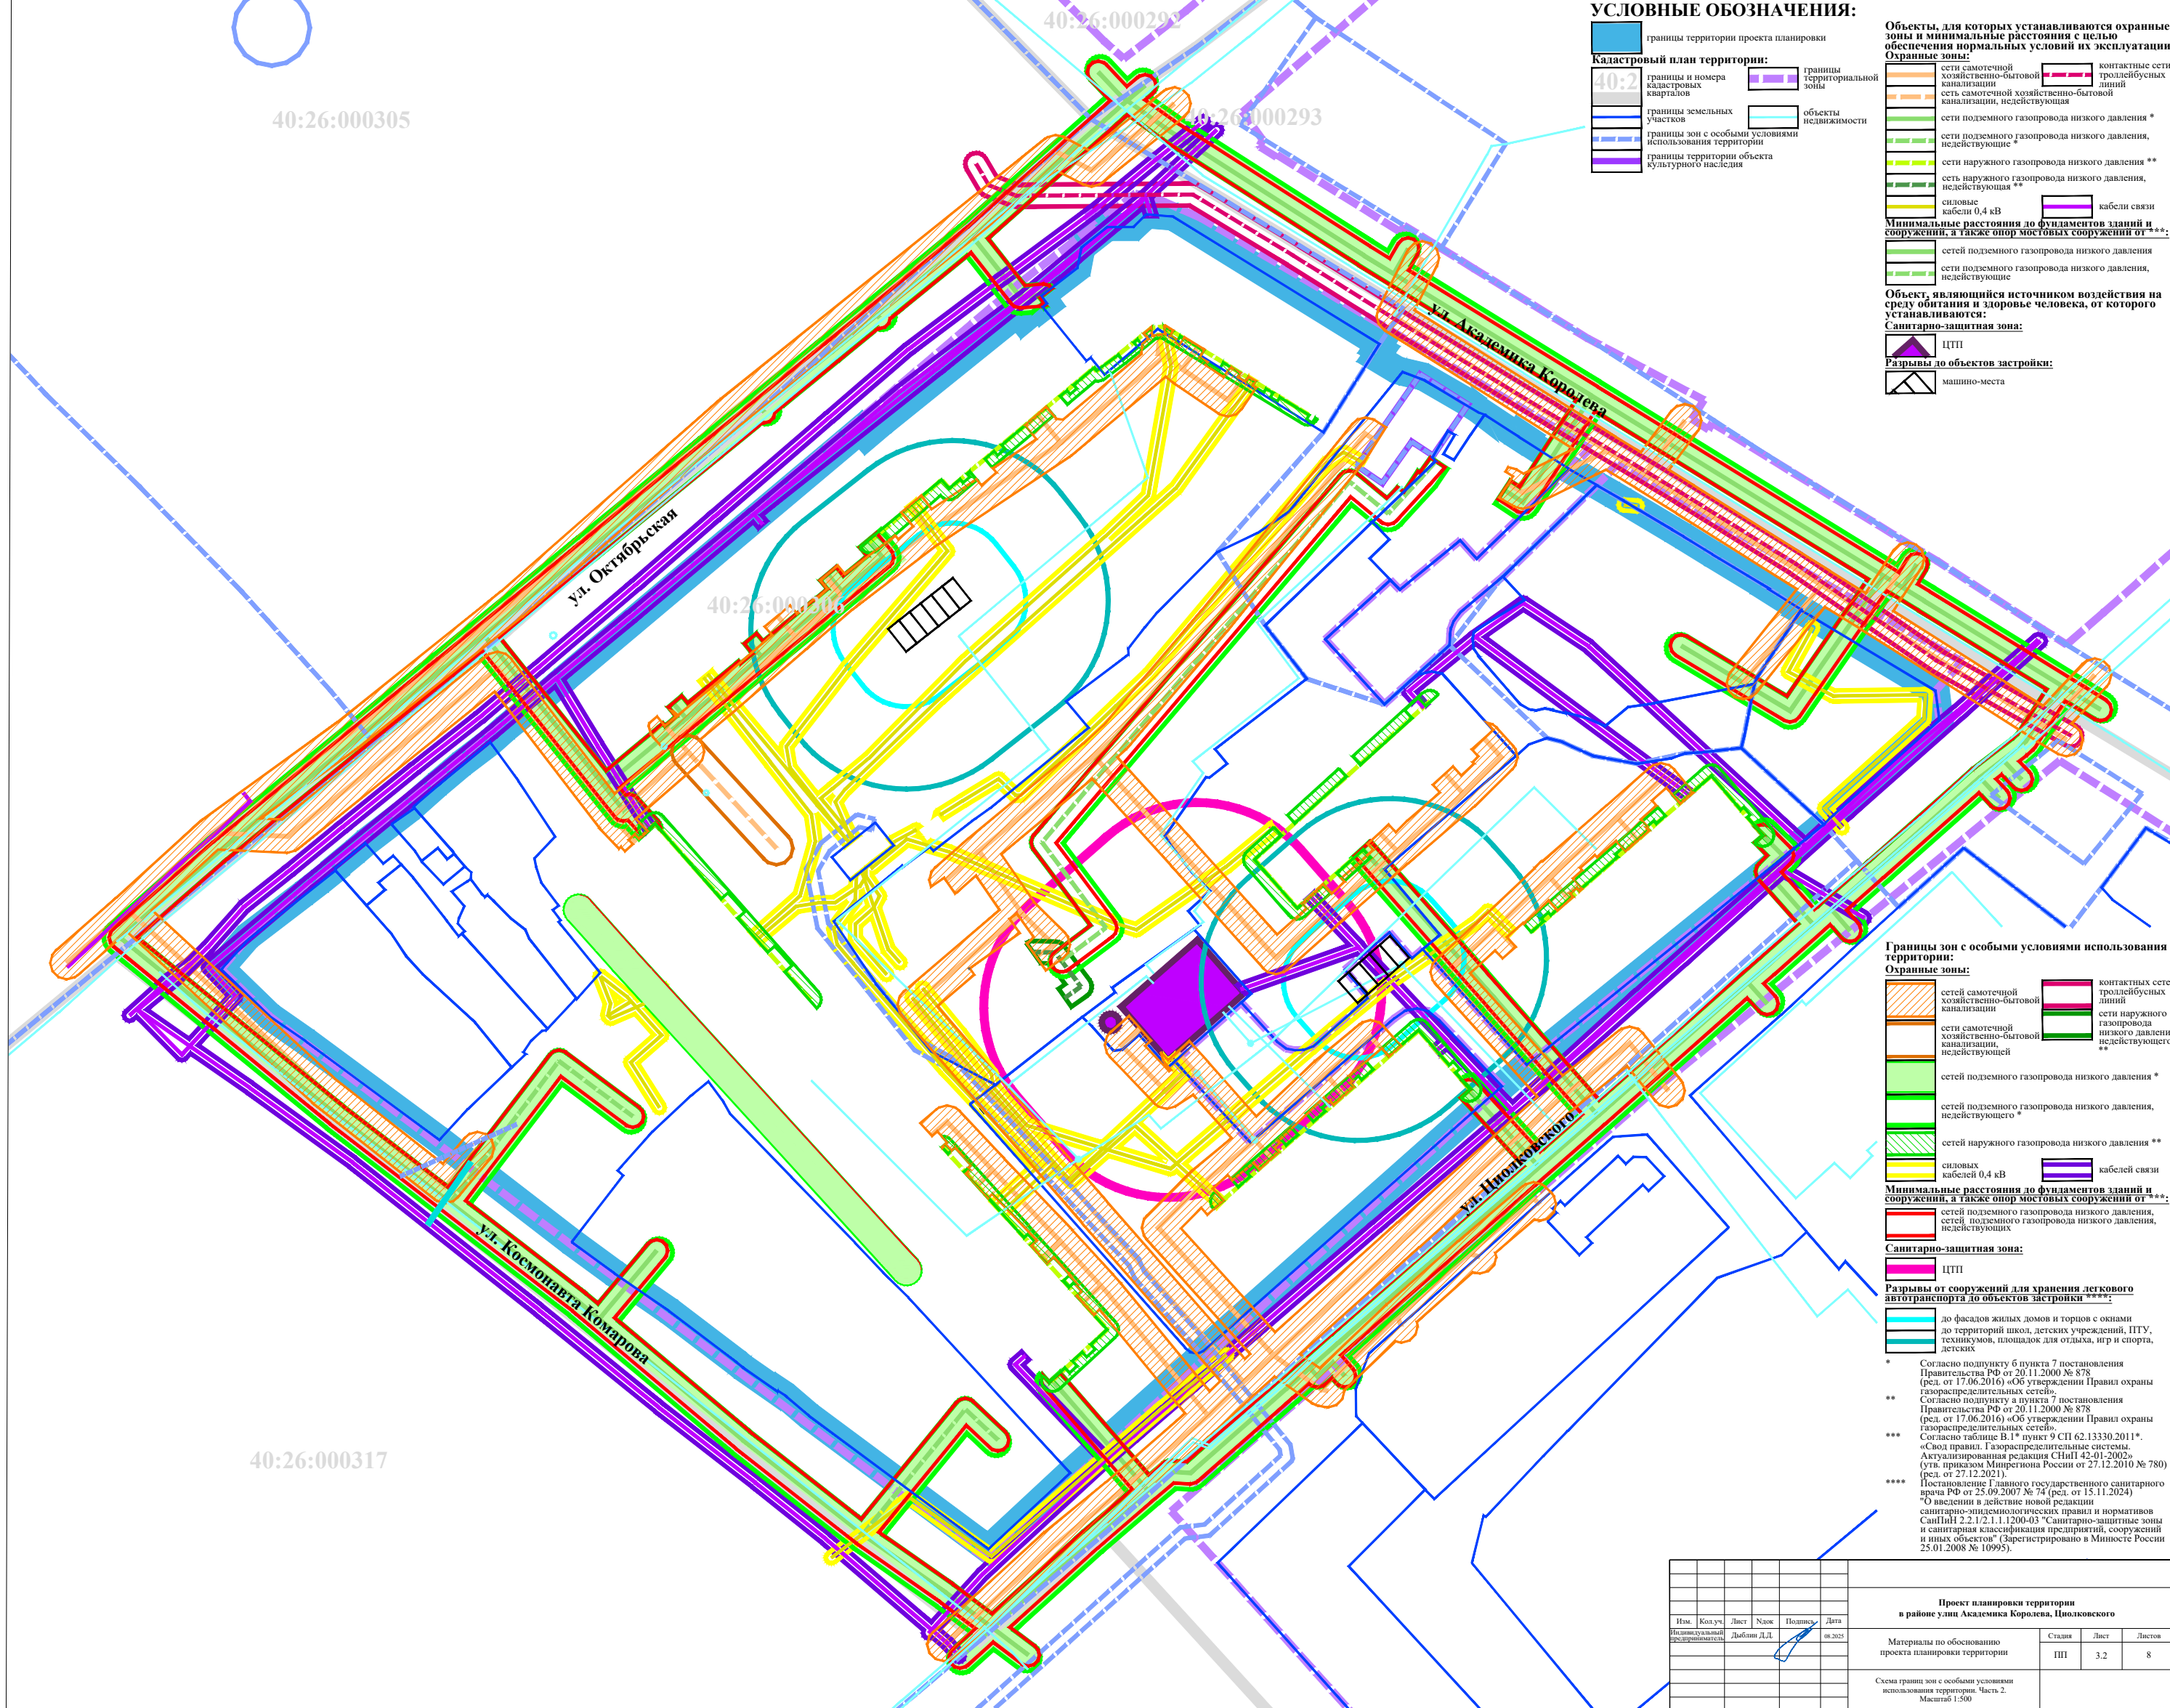 40:26:000292
40:26:000305
40:26:000293
ул. Академика Королева
ул. Октябрьская
40:26:000306
ул. Циолковского
ул. Космонавта Комарова
40:26:000317
УСЛОВНЫЕ ОБОЗНАЧЕНИЯ:
границы территории проекта планировки
Кадастровый план территории:
40:2
границы и номера
кадастровых
кварталов
границы
территориальной
зоны
границы земельных
участков
объекты
недвижимости
границы зон с особыми условиями
использования территории
границы территории объекта
культурного наследия
Объекты, для которых устанавливаются охранные
зоны и минимальные расстояния с целью
обеспечения нормальных условий их эксплуатации
Охранные зоны:
сети самотечной
хозяйственно-бытовой
канализации
контактные сети
троллейбусных
линий
сеть самотечной хозяйственно-бытовой
канализации, недействующая
сети подземного газопровода низкого давления *
сети подземного газопровода низкого давления,
недействующие *
сети наружного газопровода низкого давления **
сеть наружного газопровода низкого давления,
недействующая **
силовые
кабели 0,4 кВ
кабели связи
Минимальные расстояния до фундаментов зданий и
сооружений, а также опор мостовых сооружений от ***:
сетей подземного газопровода низкого давления
сети подземного газопровода низкого давления,
недействующие
Объект, являющийся источником воздействия на
среду обитания и здоровье человека, от которого
устанавливаются:
Санитарно-защитная зона:
ЦТП
Разрывы до объектов застройки:
машино-места
Границы зон с особыми условиями использования
территории:
Охранные зоны:
сетей самотечной
хозяйственно-бытовой
канализации
контактных сете
троллейбусных
линий
сети самотечной
хозяйственно-бытовой
канализации,
недействующей
сети наружного
газопровода
низкого давлени
недействующего
**
сетей подземного газопровода низкого давления *
сетей подземного газопровода низкого давления,
недействующего *
сетей наружного газопровода низкого давления **
силовых
кабелей 0,4 кВ
кабелей связи
Минимальные расстояния до фундаментов зданий и
сооружений, а также опор мостовых сооружений от ***:
сетей подземного газопровода низкого давления,
сетей подземного газопровода низкого давления,
недействующих
Санитарно-защитная зона:
ЦТП
Разрывы от сооружений для хранения легкового
автотранспорта до объектов застройки ****:
до фасадов жилых домов и торцов с окнами
до территорий школ, детских учреждений, ПТУ,
техникумов, площадок для отдыха, игр и спорта,
детских
* Согласно подпункту б пункта 7 постановления
Правительства РФ от 20.11.2000 № 878
(ред. от 17.06.2016) «Об утверждении Правил охраны
газораспределительных сетей».
** Согласно подпункту а пункта 7 постановления
Правительства РФ от 20.11.2000 № 878
(ред. от 17.06.2016) «Об утверждении Правил охраны
газораспределительных сетей».
*** Согласно таблице В.1* пункт 9 СП 62.13330.2011*.
«Свод правил. Газораспределительные системы.
Актуализированная редакция СНиП 42-01-2002»
(утв. приказом Минрегиона России от 27.12.2010 № 780)
(ред. от 27.12.2021).
**** Постановление Главного государственного санитарного
врача РФ от 25.09.2007 № 74 (ред. от 15.11.2024)
"О введении в действие новой редакции
санитарно-эпидемиологических правил и нормативов
СанПиН 2.2.1/2.1.1.1200-03 "Санитарно-защитные зоны
и санитарная классификация предприятий, сооружений
и иных объектов" (Зарегистрировано в Минюсте России
25.01.2008 № 10995).
Проект планировки территории
в районе улиц Академика Королева, Циолковского
Изм. Кол.уч. Лист Nдок Подпись Дата
Индивидуальный
предприниматель
Дыблин Д.Д.
08.2025
Материалы по обоснованию
проекта планировки территории
Стадия Лист Листов
ПП 3.2 8
Схема границ зон с особыми условиями
использования территории. Часть 2.
Масштаб 1:500